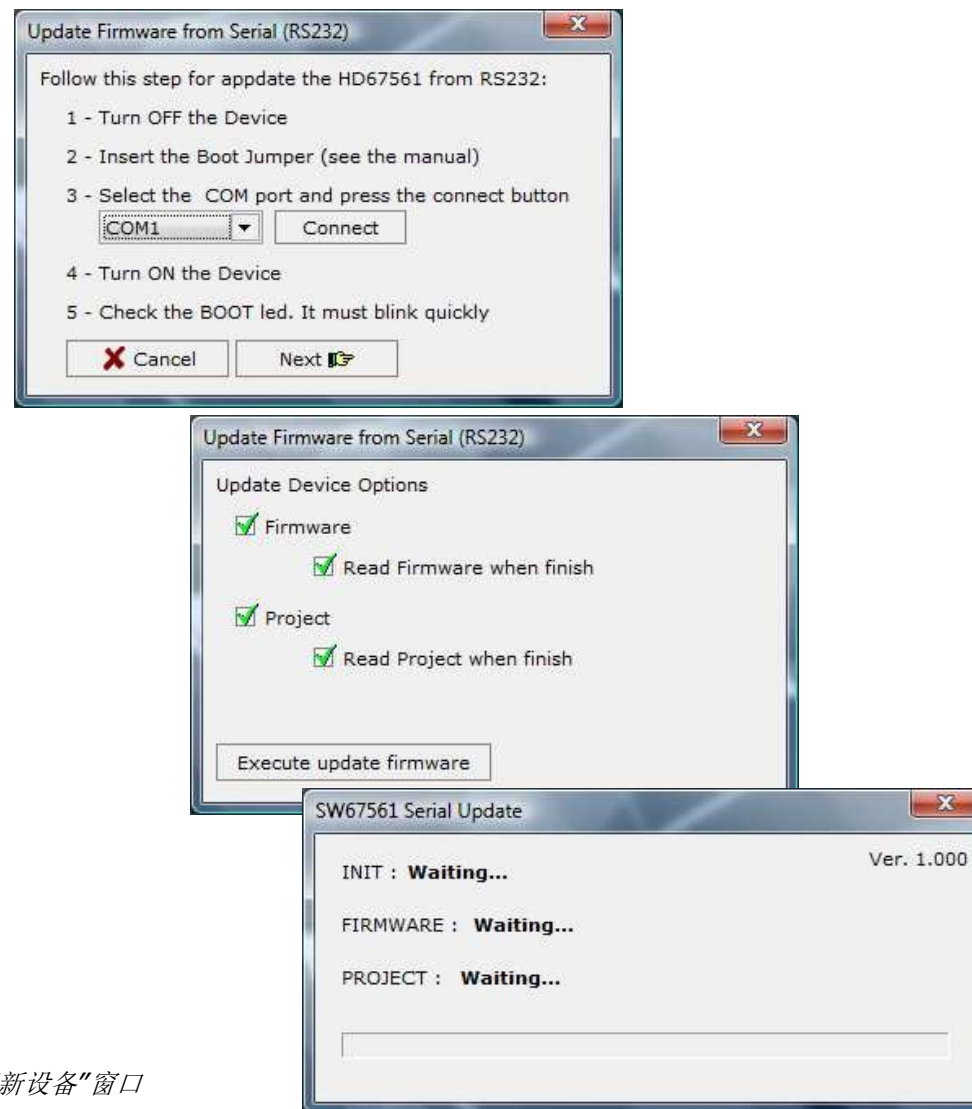 Update Firmware from Serial (RS232)
Follow this step for appdate the HD67561 from RS232:
1 - Turn OFF the Device
2 - Insert the Boot Jumper (see the manual)
3 - Select the COM port and press the connect button
COM1 Connect
4 - Turn ON the Device
5 - Check the BOOT led. It must blink quickly
Cancel Next
Update Firmware from Serial (RS232)
Update Device Options
Firmware
Read Firmware when finish
Project
Read Project when finish
Execute update firmware
SW67561 Serial Update
Ver. 1.000
INIT : Waiting...
FIRMWARE : Waiting...
PROJECT : Waiting...
新设备"窗口